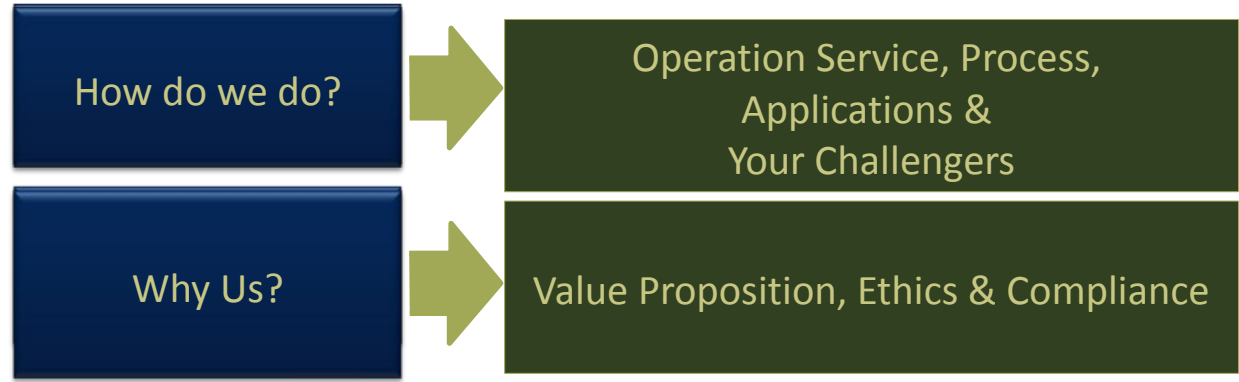 How do we do?
Operation Service, Process,
Applications &
Your Challengers
Why Us?
Value Proposition, Ethics & Compliance